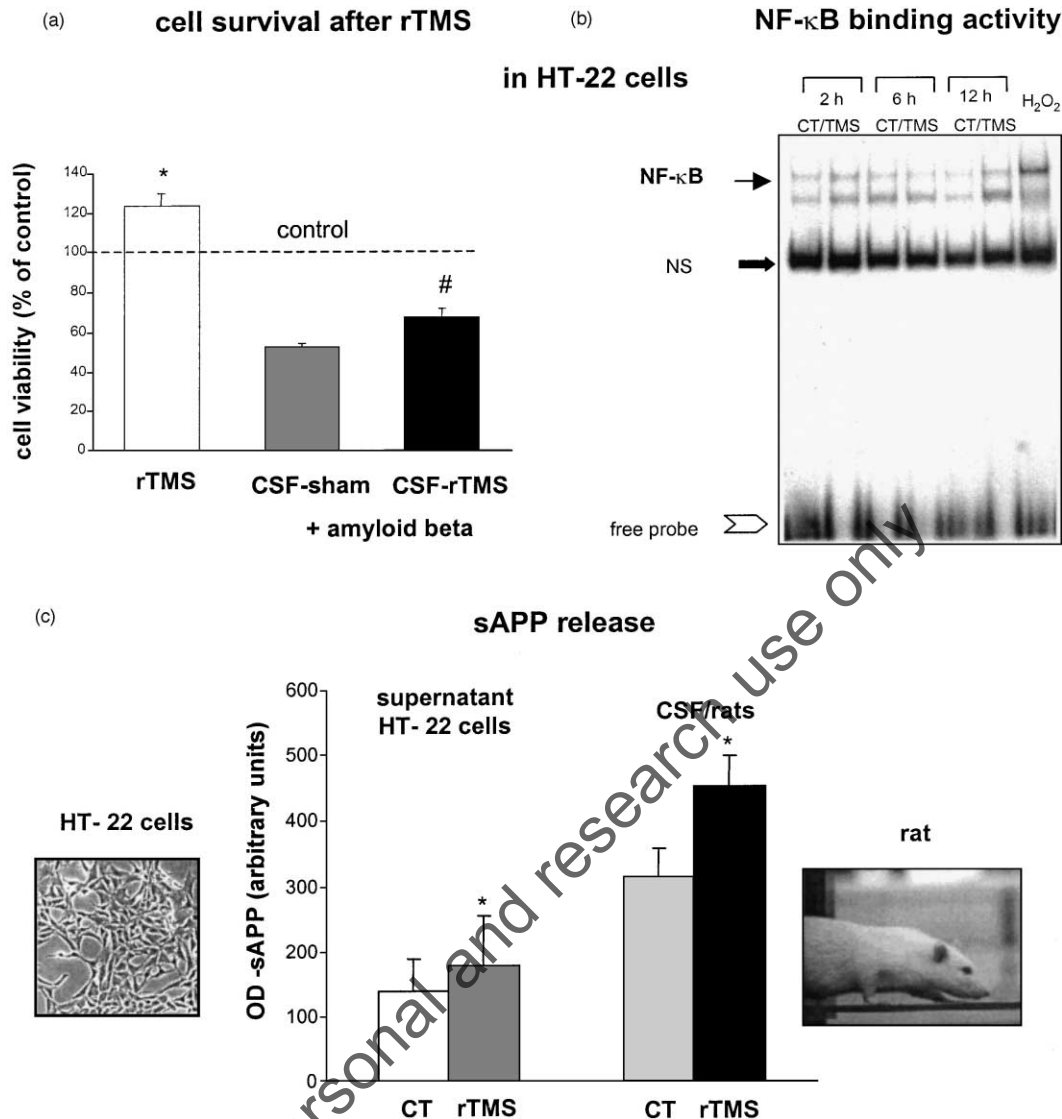 (a)
cell survival after rTMS
(b)
NF-κB binding activity
in HT-22 cells
cell viability (% of control)
140
120
100
80
60
40
20
0
*
control
#
rTMS
CSF-sham
CSF-rTMS
+ amyloid beta
2 h
6 h
12 h
H₂O₂
CT/TMS
CT/TMS
CT/TMS
NF-κB
NS
free probe
(c)
sAPP release
HT- 22 cells
OD -sAPP (arbitrary units)
600
500
400
300
200
100
0
supernatant
HT- 22 cells
*
CSF/rats
*
CT
rTMS
CT
rTMS
rat
rsonal and research use only